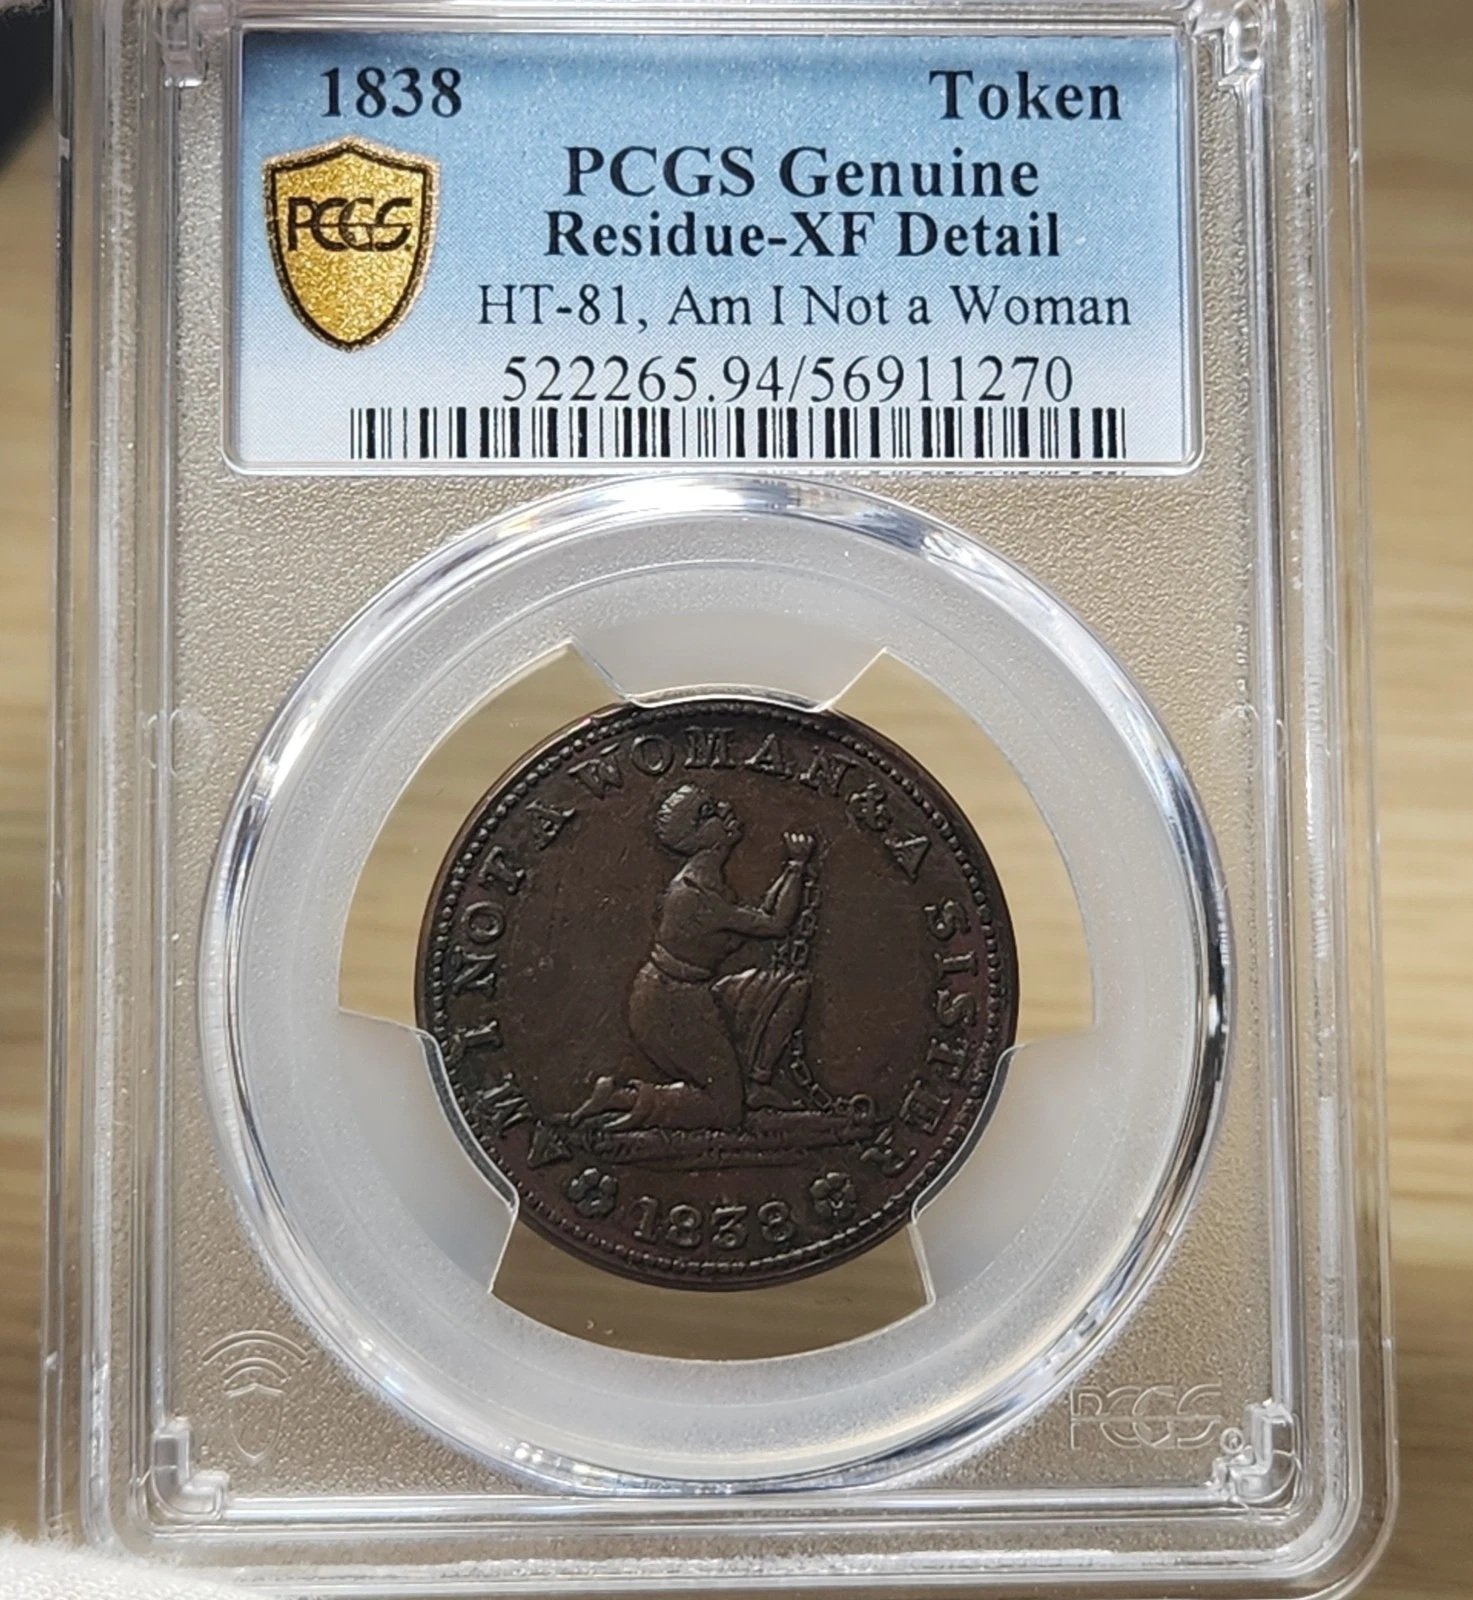 1838 Token
PCGS Genuine
PCGS.
Residue-XF Detail
HT-81, Am I Not a Woman
522265.94/56911270
AM I NOT A WOMAN & A SISTER
1838
PCGS®